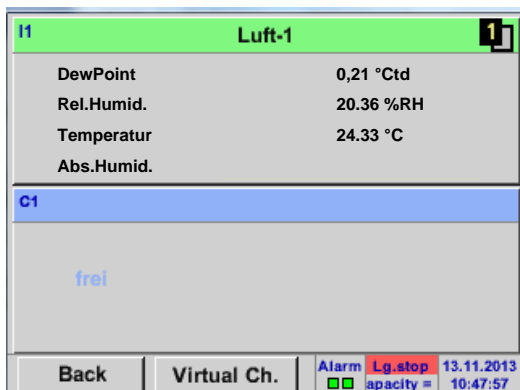 I1 Luft-1 1
DewPoint 0,21 °Ctd
Rel.Humid. 20.36 %RH
Temperatur 24.33 °C
Abs.Humid.
C1
frei
Back Virtual Ch. Alarm Lg.stop 13.11.2013
apacity = 10:47:57